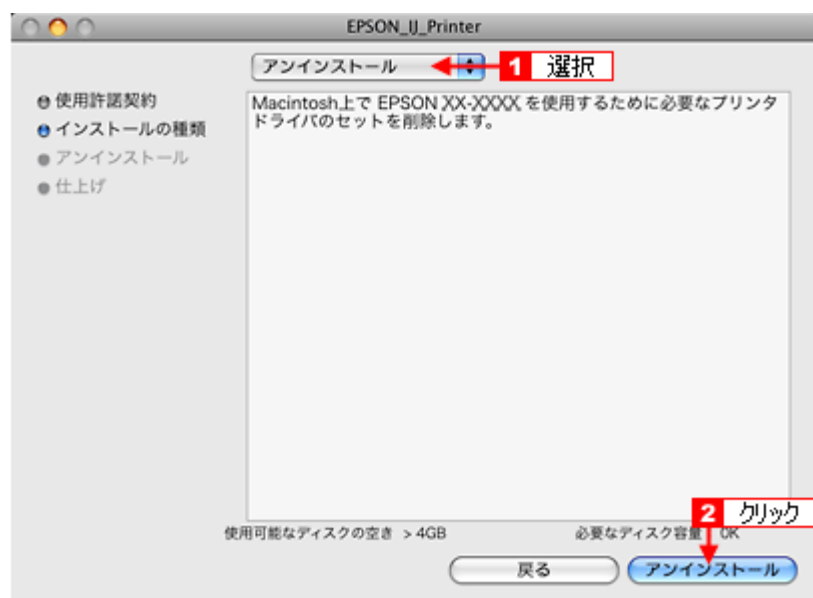 EPSON_IJ_Printer
アンインストール
1 選択
使用許諾契約
インストールの種類
アンインストール
仕上げ
Macintosh上で EPSON XX-XXXX を使用するために必要なプリンタ
ドライバのセットを削除します。
2 クリック
使用可能なディスクの空き > 4GB
必要なディスク容量 0K
戻る
アンインストール